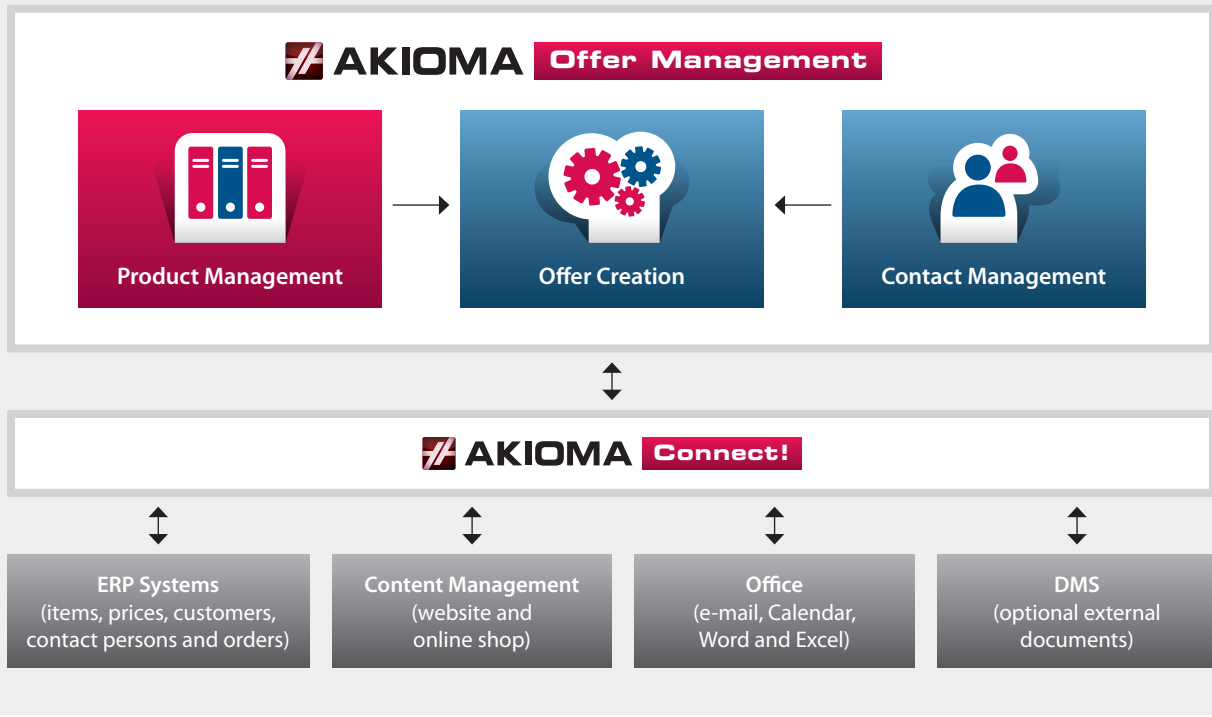 AKIOMA Offer Management
Product Management
Offer Creation
Contact Management
AKIOMA Connect!
ERP Systems
(items, prices, customers,
contact persons and orders)
Content Management
(website and
online shop)
Office
(e-mail, Calendar,
Word and Excel)
DMS
(optional external
documents)